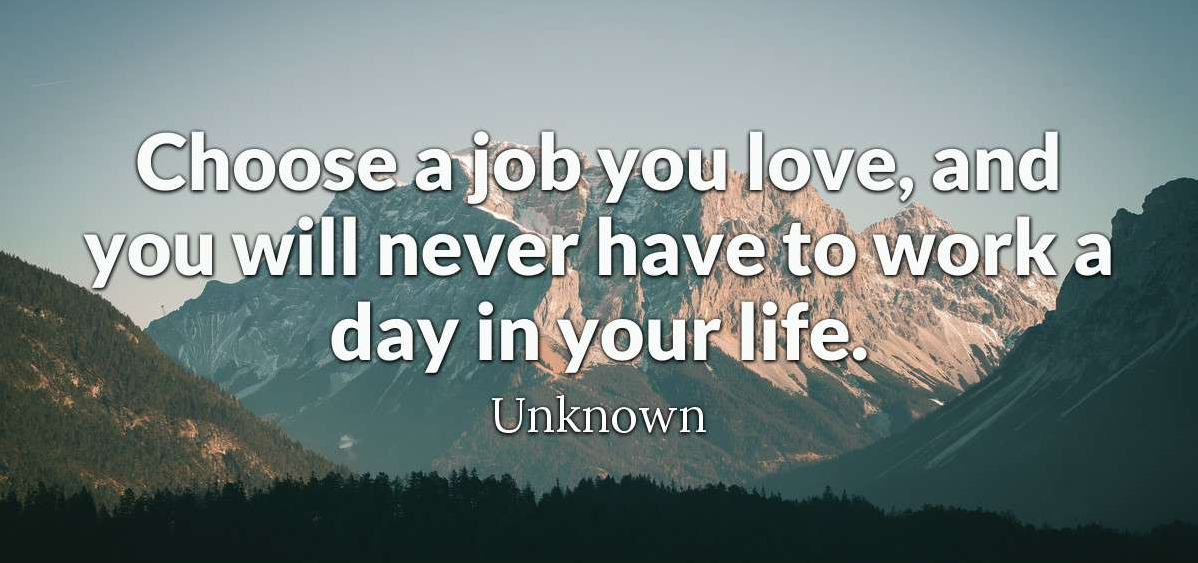 Choose a job you love, and
you will never have to work a
day in your life.
Unknown